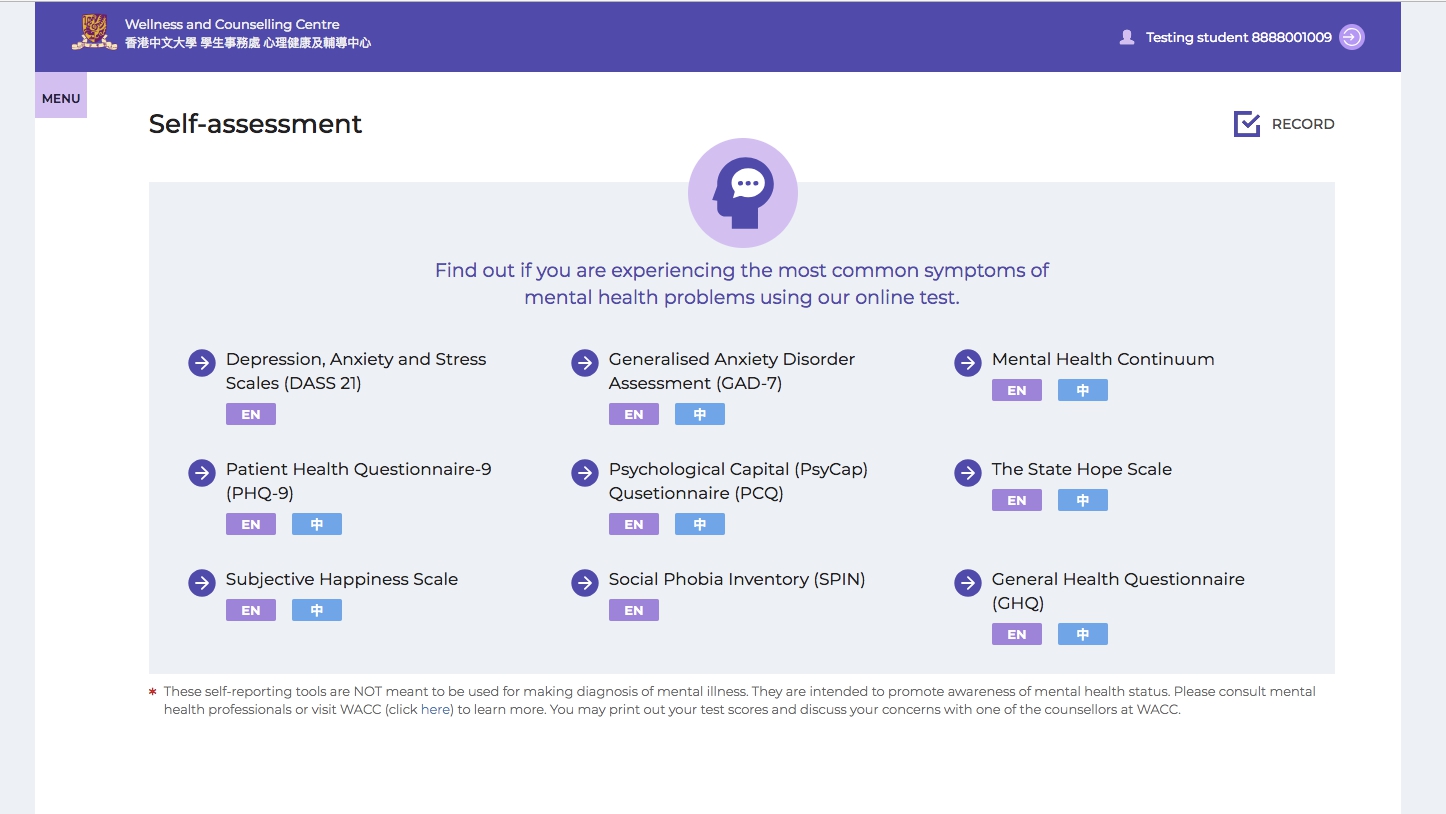 Wellness and Counselling Centre
香港中文大學 學生事務處 心理健康及輔導中心
Testing student 8888001009
MENU
Self-assessment
RECORD
Find out if you are experiencing the most common symptoms of
mental health problems using our online test.
Depression, Anxiety and Stress
Scales (DASS 21)
EN
Generalised Anxiety Disorder
Assessment (GAD-7)
EN 中
Mental Health Continuum
EN 中
Patient Health Questionnaire-9
(PHQ-9)
EN 中
Psychological Capital (PsyCap)
Qusetionnaire (PCQ)
EN 中
The State Hope Scale
EN 中
Subjective Happiness Scale
EN 中
Social Phobia Inventory (SPIN)
EN
General Health Questionnaire
(GHQ)
EN 中
* These self-reporting tools are NOT meant to be used for making diagnosis of mental illness. They are intended to promote awareness of mental health status. Please consult mental
health professionals or visit WACC (click here) to learn more. You may print out your test scores and discuss your concerns with one of the counsellors at WACC.